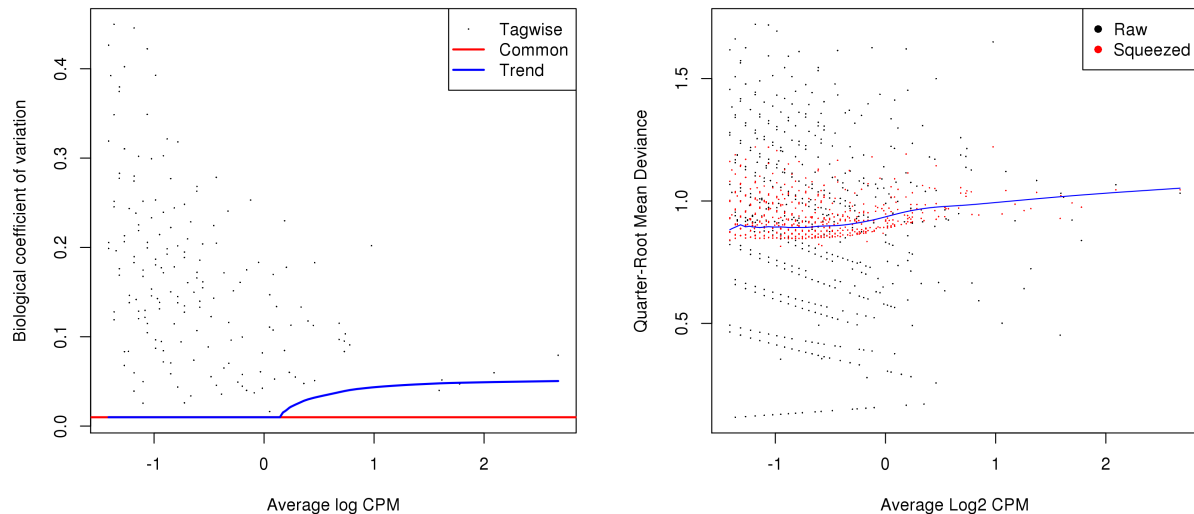 Tagwise
Common
Trend
Biological coefficient of variation
0.0
0.1
0.2
0.3
0.4
-1
0
1
2
Average log CPM
Raw
Squeezed
Quarter-Root Mean Deviance
0.5
1.0
1.5
-1
0
1
2
Average Log2 CPM